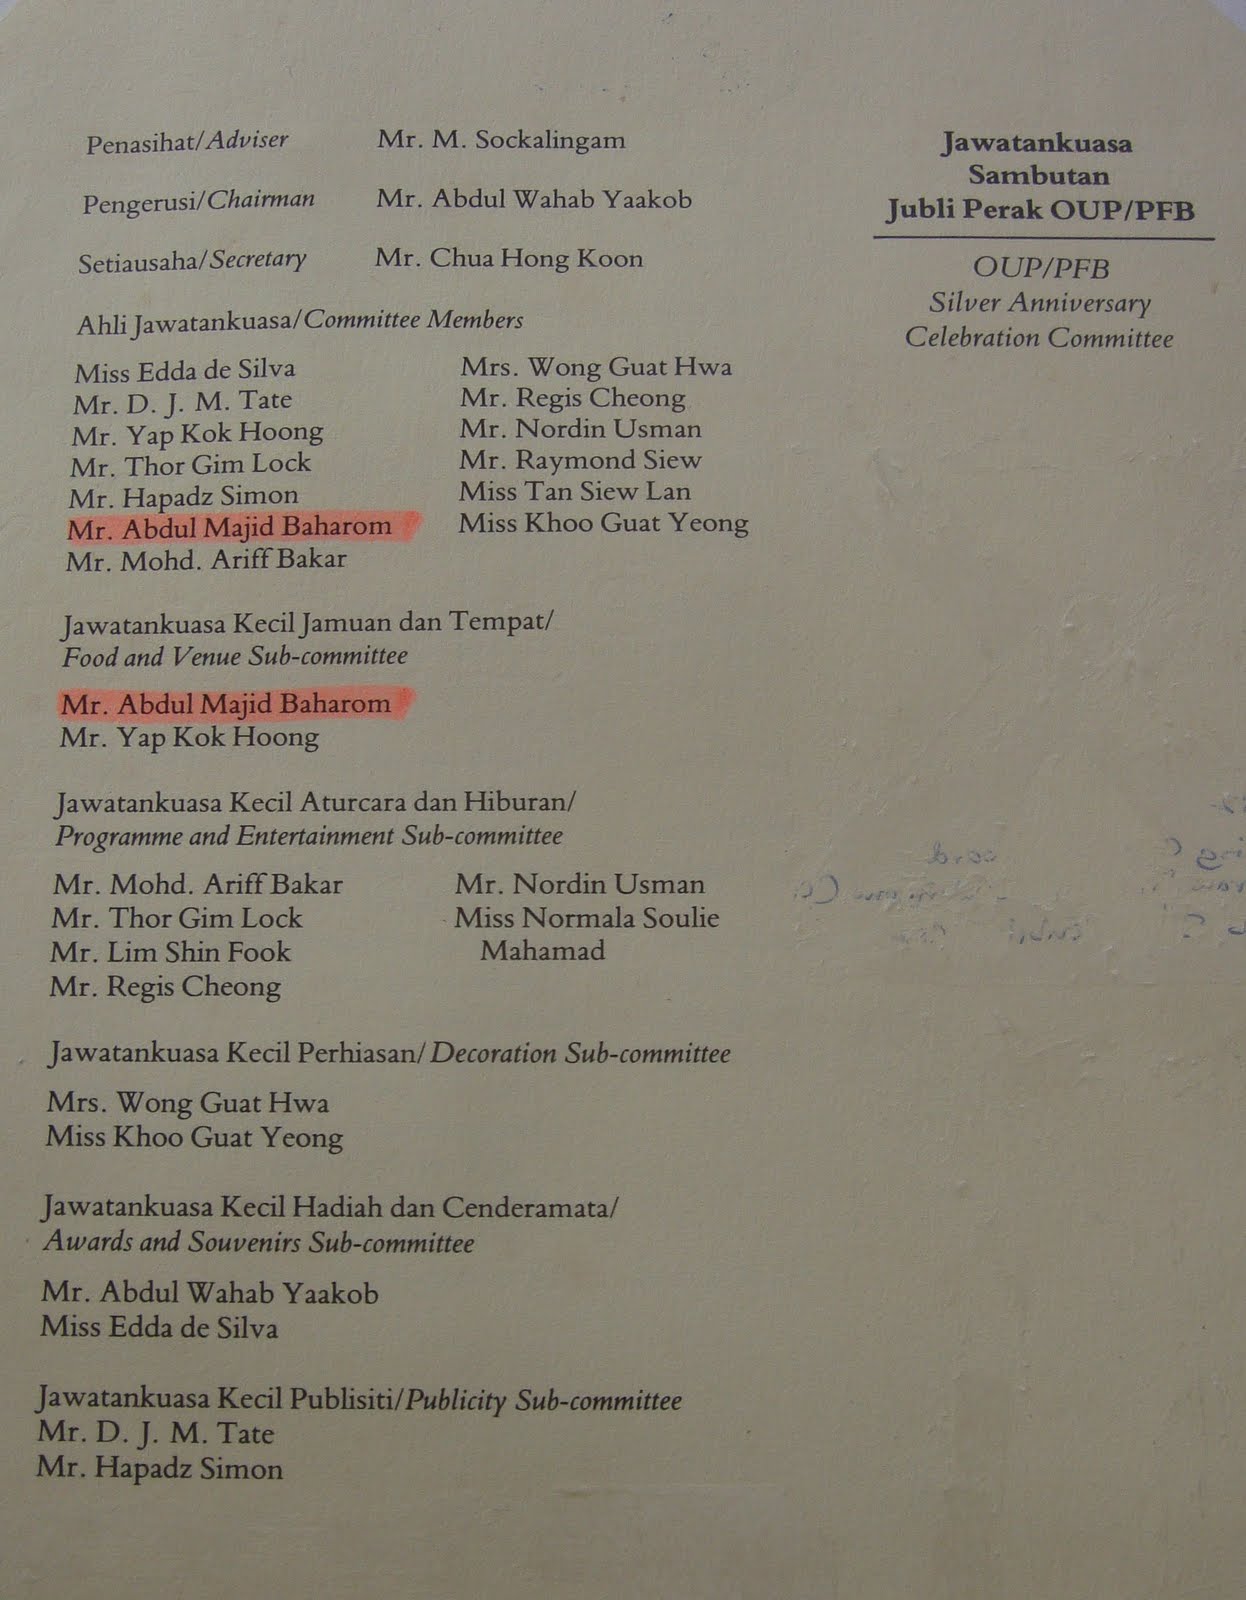 Jawatankuasa
Sambutan
Jubli Perak OUP/PFB
OUP/PFB
Silver Anniversary
Celebration Committee
Penasihat/Adviser Mr. M. Sockalingam
Pengerusi/Chairman Mr. Abdul Wahab Yaakob
Setiausaha/Secretary Mr. Chua Hong Koon
Ahli Jawatankuasa/Committee Members
Miss Edda de Silva
Mr. D. J. M. Tate
Mr. Yap Kok Hoong
Mr. Thor Gim Lock
Mr. Hapadz Simon
Mr. Abdul Majid Baharom
Mr. Mohd. Ariff Bakar
Mrs. Wong Guat Hwa
Mr. Regis Cheong
Mr. Nordin Usman
Mr. Raymond Siew
Miss Tan Siew Lan
Miss Khoo Guat Yeong
Jawatankuasa Kecil Jamuan dan Tempat/
Food and Venue Sub-committee
Mr. Abdul Majid Baharom
Mr. Yap Kok Hoong
Jawatankuasa Kecil Aturcara dan Hiburan/
Programme and Entertainment Sub-committee
Mr. Mohd. Ariff Bakar
Mr. Thor Gim Lock
Mr. Lim Shin Fook
Mr. Regis Cheong
Mr. Nordin Usman
Miss Normala Soulie
Mahamad
Jawatankuasa Kecil Perhiasan/Decoration Sub-committee
Mrs. Wong Guat Hwa
Miss Khoo Guat Yeong
Jawatankuasa Kecil Hadiah dan Cenderamata/
Awards and Souvenirs Sub-committee
Mr. Abdul Wahab Yaakob
Miss Edda de Silva
Jawatankuasa Kecil Publisiti/Publicity Sub-committee
Mr. D. J. M. Tate
Mr. Hapadz Simon